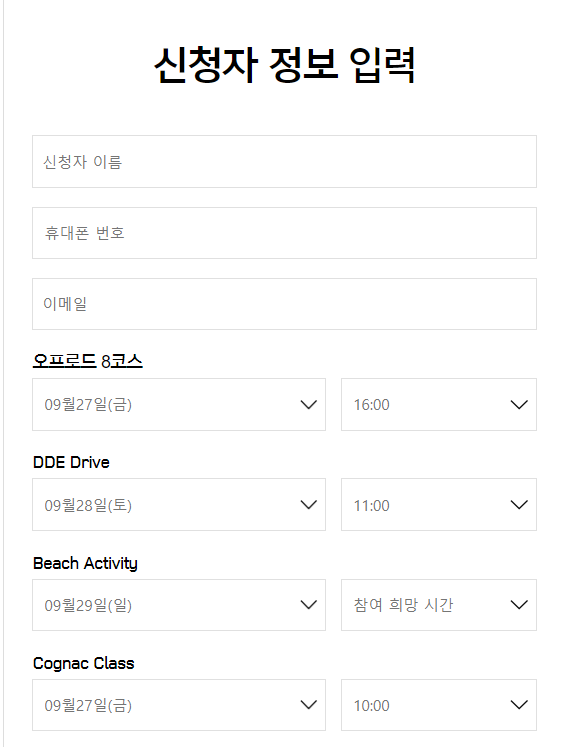 신청자 정보 입력
신청자 이름
휴대폰 번호
이메일
오프로드 8코스
09월27일(금) 16:00
DDE Drive
09월28일(토) 11:00
Beach Activity
09월29일(일) 참여 희망 시간
Cognac Class
09월27일(금) 10:00